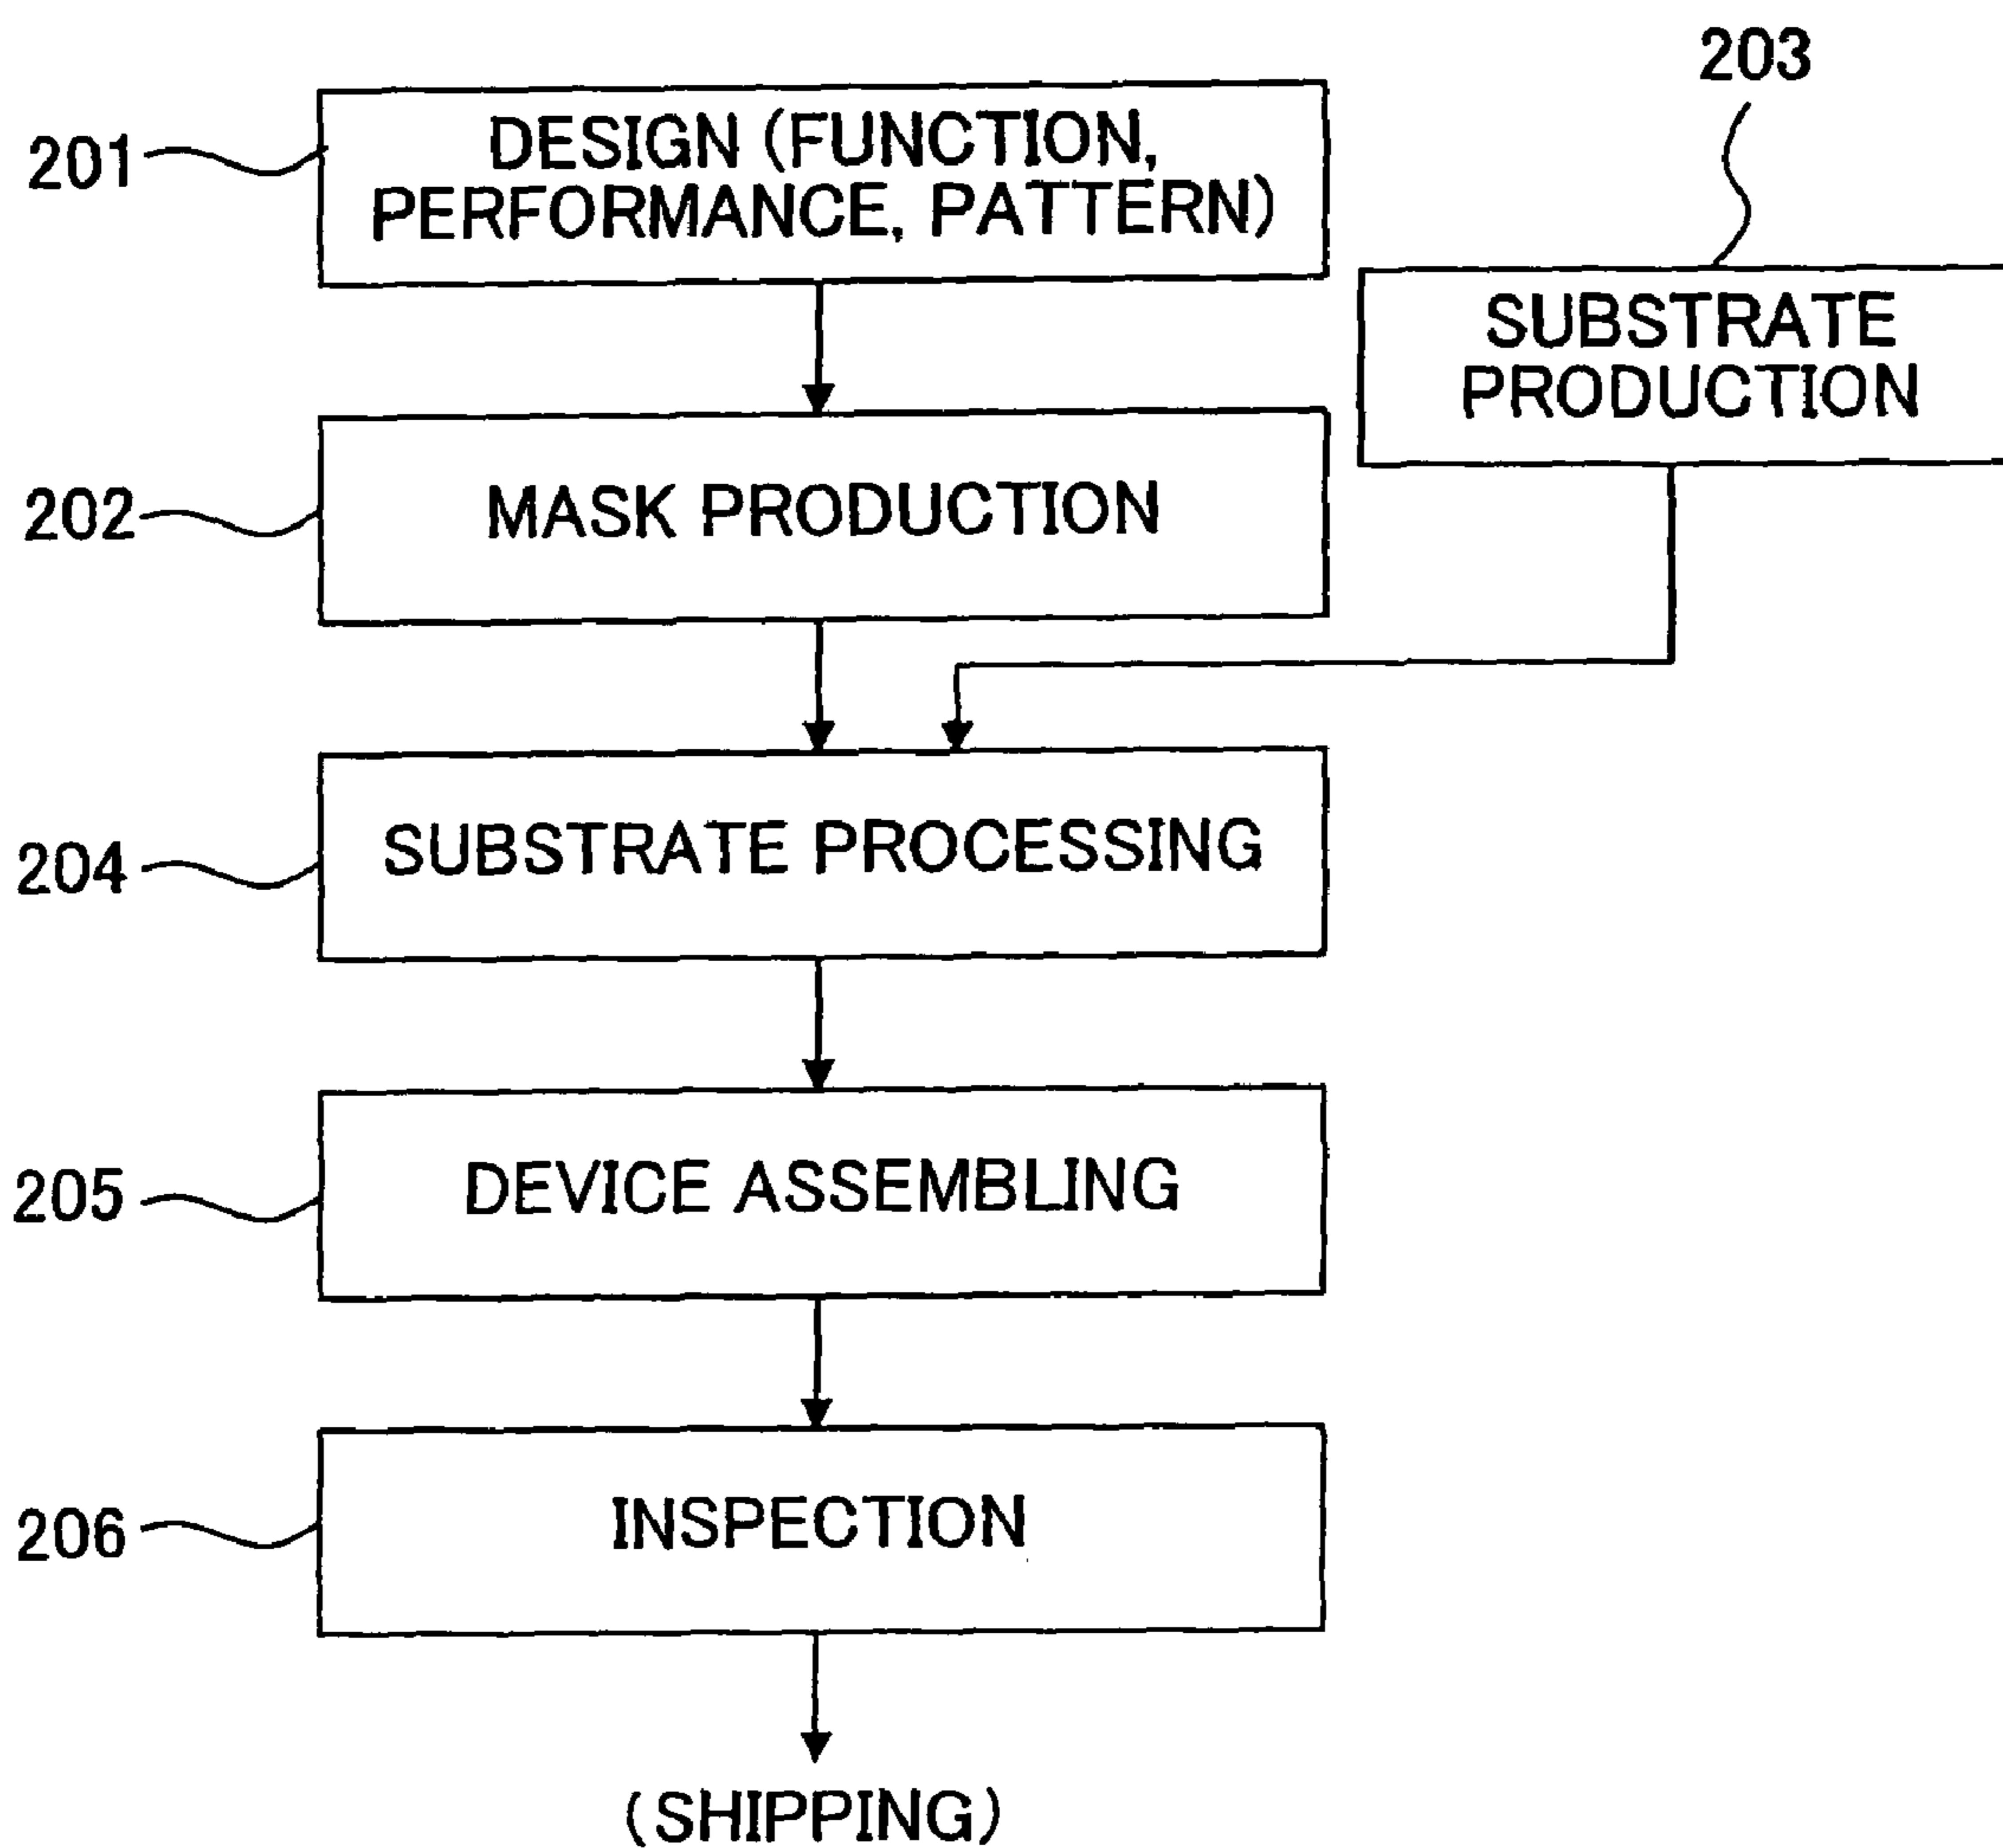 203
201
DESIGN (FUNCTION,
PERFORMANCE, PATTERN)
SUBSTRATE
PRODUCTION
202
MASK PRODUCTION
204
SUBSTRATE PROCESSING
205
DEVICE ASSEMBLING
206
INSPECTION
(SHIPPING)